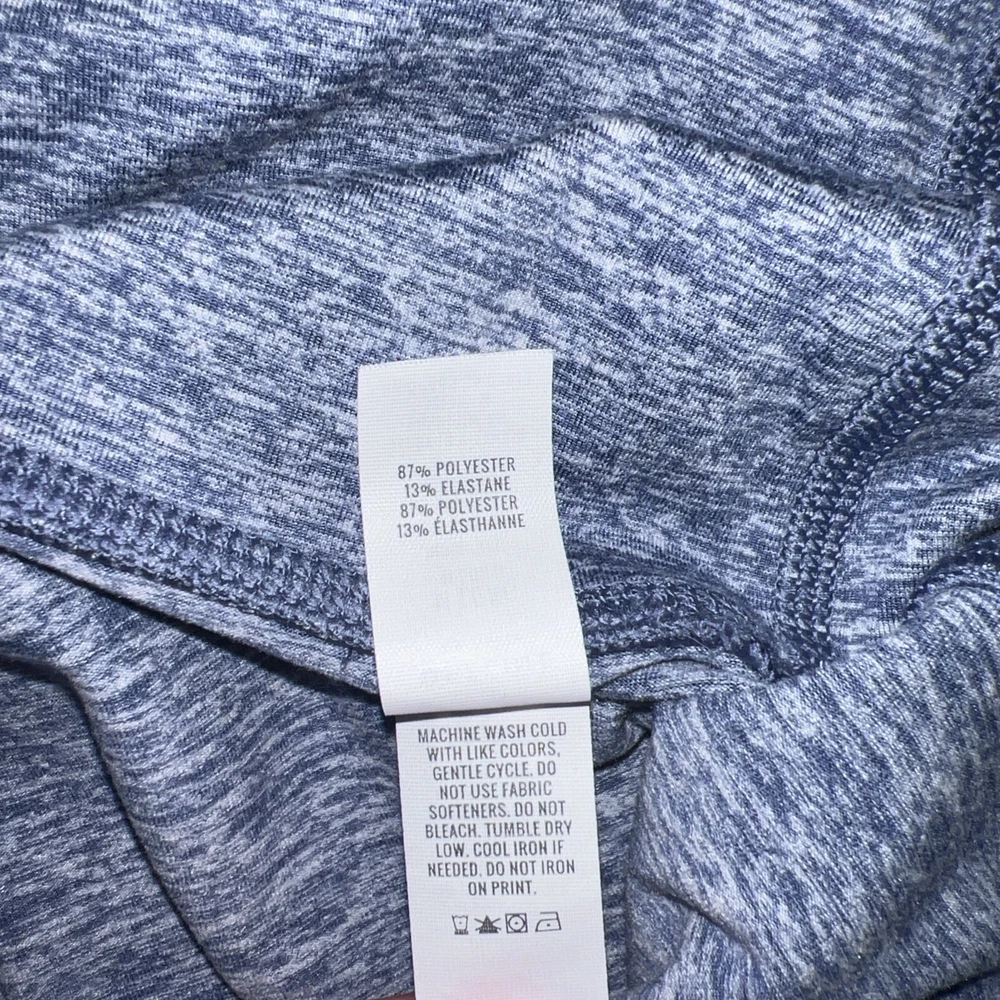 87% POLYESTER
13% ELASTANE
87% POLYESTER
13% ÉLASTHANNE
MACHINE WASH COLD
WITH LIKE COLORS,
GENTLE CYCLE. DO
NOT USE FABRIC
SOFTENERS. DO NOT
BLEACH. TUMBLE DRY
LOW. COOL IRON IF
NEEDED. DO NOT IRON
ON PRINT.